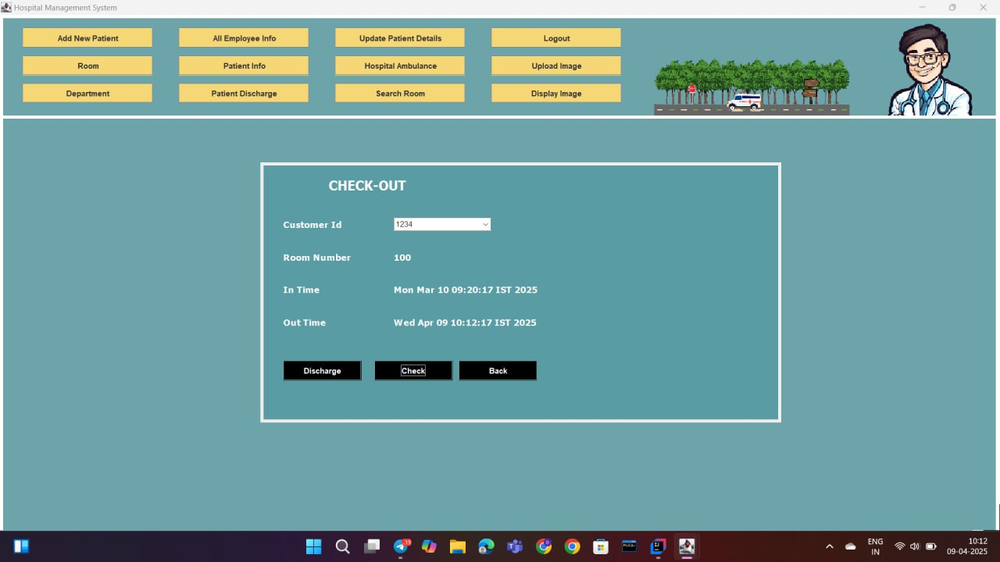 Hospital Management System
Add New Patient
All Employee Info
Update Patient Details
Logout
Room
Patient Info
Hospital Ambulance
Upload Image
Department
Patient Discharge
Search Room
Display Image
CHECK-OUT
Customer Id
1234
Room Number
100
In Time
Mon Mar 10 09:20:17 IST 2025
Out Time
Wed Apr 09 10:12:17 IST 2025
Discharge
Check
Back
19
ENG
IN
10:12
09-04-2025